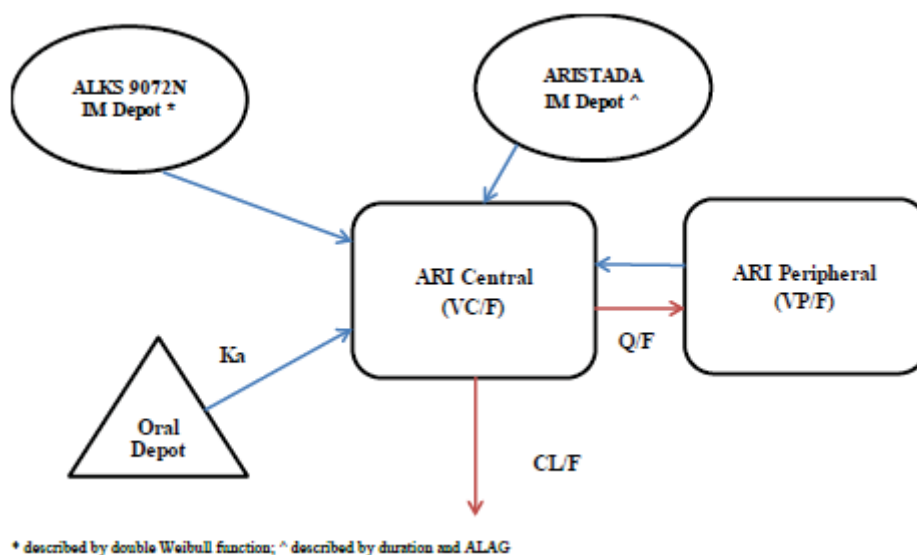 ALKS 9072N
IM Depot *
ARISTADA
IM Depot ^
ARI Central
(VC/F)
ARI Peripheral
(VP/F)
Ka
Q/F
Oral
Depot
CL/F
* described by double Weibull function; ^ described by duration and ALAG